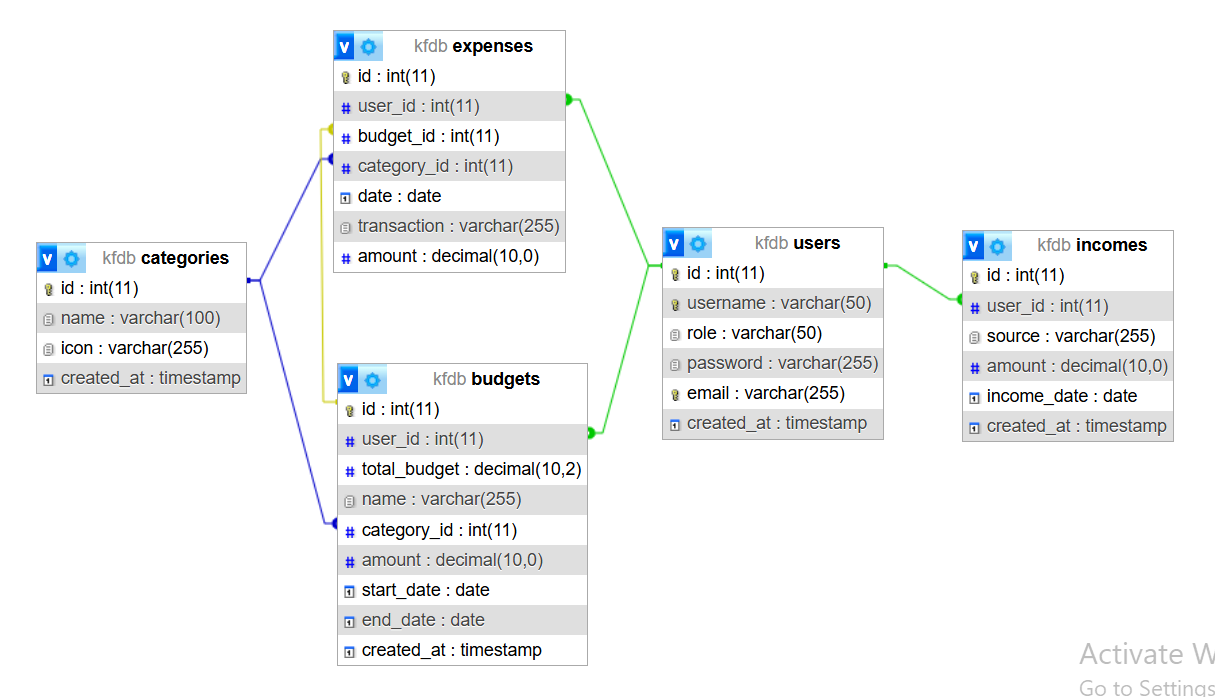 v kfdb expenses
id : int(11)
user_id : int(11)
budget_id : int(11)
category_id : int(11)
date : date
transaction : varchar(255)
amount : decimal(10,0)
v kfdb categories
id : int(11)
name : varchar(100)
icon : varchar(255)
created_at : timestamp
v kfdb budgets
id : int(11)
user_id : int(11)
total_budget : decimal(10,2)
name : varchar(255)
category_id : int(11)
amount : decimal(10,0)
start_date : date
end_date : date
created_at : timestamp
v kfdb users
id : int(11)
username : varchar(50)
role : varchar(50)
password : varchar(255)
email : varchar(255)
created_at : timestamp
v kfdb incomes
id : int(11)
user_id : int(11)
source : varchar(255)
amount : decimal(10,0)
income_date : date
created_at : timestamp
Activate W
Go to Settings